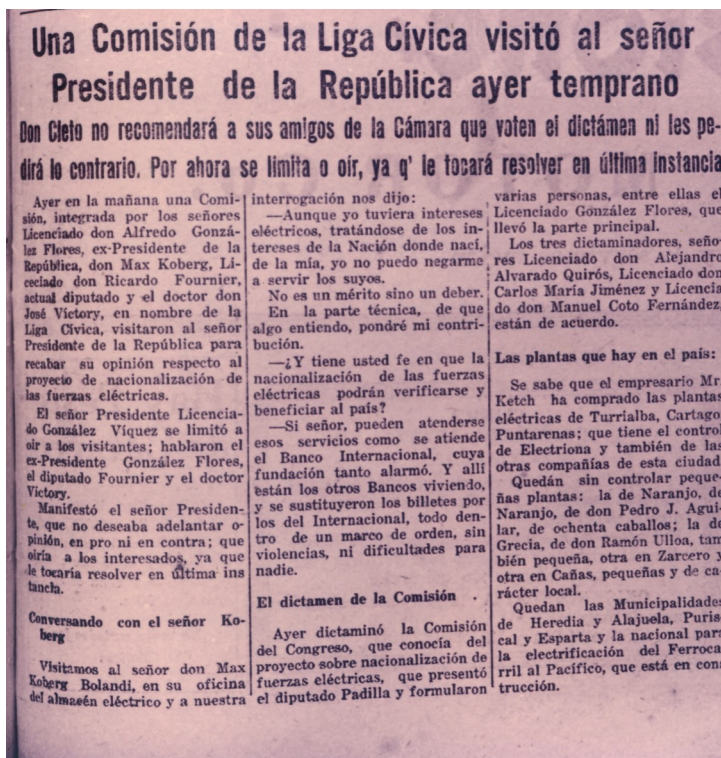 Una Comisión de la Liga Cívica visitó al señor
Presidente de la República ayer temprano
Don Cleto no recomendará a sus amigos de la Cámara que voten el dictámen ni les pe-
dirá lo contrario. Por ahora se limita o oír, ya q' le tocará resolver en última instancia
Ayer en la mañana una Comi-
sión, integrada por los señores
Licenciado don Alfredo Gonzá-
lez Flores, ex-Presidente de la
República, don Max Koberg, Li-
ceciado don Ricardo Fournier,
actual diputado y el doctor don
José Victory, en nombre de la
Liga Cívica, visitaron al señor
Presidente de la República para
recabar su opinión respecto al
proyecto de nacionalización de
las fuerzas eléctricas.
El señor Presidente Licencia-
do González Víquez se limitó a
oir a los visitantes; hablaron el
ex-Presidente González Flores,
el diputado Fournier y el doctor
Victory.
Manifestó el señor Presiden-
te, que no deseaba adelantar o-
pinión, en pro ni en contra; que
oiría a los interesados, ya que
le tocaría resolver en última ins
tancia.
Conversando con el señor Ko-
berg
Visitamos al señor don Max
Koberg Bolandi, en su oficina
del almacén eléctrico y a nuestra
interrogación nos dijo:
—Aunque yo tuviera intereses
eléctricos, tratándose de los in-
tereses de la Nación donde nací,
de la mía, yo no puedo negarme
a servir los suyos.
No es un mérito sino un deber.
En la parte técnica, de que
algo entiendo, pondré mi contri-
bución.
—¿Y tiene usted fe en que la
nacionalización de las fuerzas
eléctricas podrán verificarse y
beneficiar al país?
—Si señor, pueden atenderse
esos servicios como se atiende
el Banco Internacional, cuya
fundación tanto alarmó. Y allí
están los otros Bancos viviendo,
y se sustituyeron los billetes por
los del Internacional, todo den-
tro de un marco de orden, sin
violencias, ni dificultades para
nadie.
El dictamen de la Comisión
Ayer dictaminó la Comisión
del Congreso, que conocía del
proyecto sobre nacionalización de
fuerzas eléctricas, que presentó
el diputado Padilla y formularon
varias personas, entre ellas el
Licenciado González Flores, que
llevó la parte principal.
Los tres dictaminadores, seño-
res Licenciado don Alejandro
Alvarado Quirós, Licenciado don
Carlos María Jiménez y Licencia
do don Manuel Coto Fernández,
están de acuerdo.
Las plantas que hay en el país:
Se sabe que el empresario Mr.
Ketch ha comprado las plantas
eléctricas de Turrialba, Cartago,
Puntarenas; que tiene el control
de Electriona y también de las
otras compañías de esta ciudad.
Quedán sin controlar peque-
ñas plantas: la de Naranjo, de
Naranjo, de don Pedro J. Agui-
lar, de ochenta caballos; la de
Grecia, de don Ramón Ulloa, tam
bién pequeña, otra en Zarcero y
otra en Cañas, pequeñas y de ca-
rácter local.
Quedan las Municipalidades
de Heredia y Alajuela, Puris-
cal y Esparta y la nacional para
la electrificación del Ferroca-
rril al Pacífico, que está en cons
trucción.